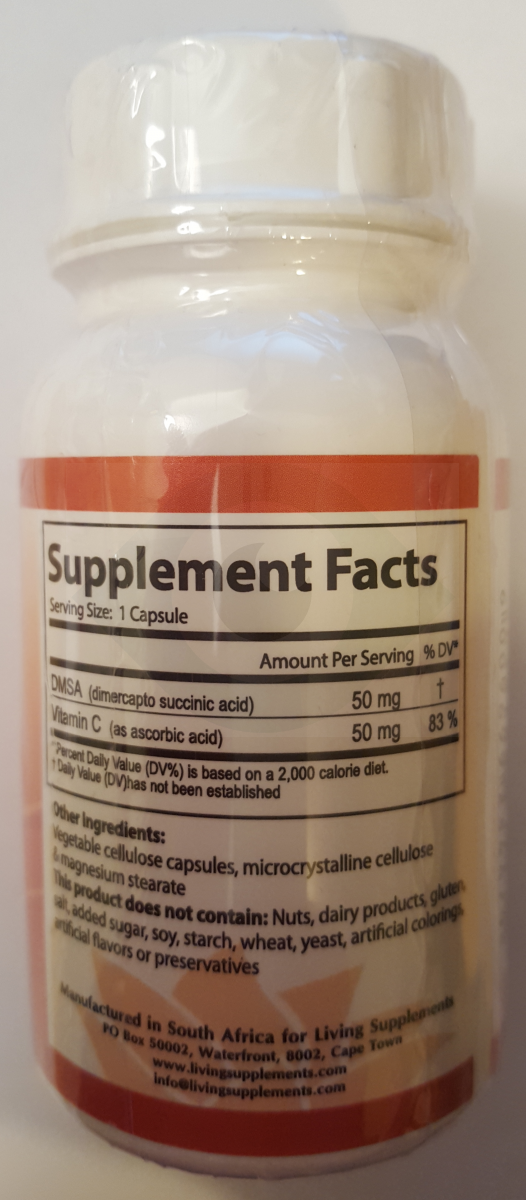 Supplement Facts
Serving Size: 1 Capsule
Amount Per Serving % DV*
DMSA (dimercapto succinic acid) 50 mg †
Vitamin C (as ascorbic acid) 50 mg 83 %
*Percent Daily Value (DV%) is based on a 2,000 calorie diet.
† Daily Value (DV)has not been established
Other Ingredients:
Vegetable cellulose capsules, microcrystalline cellulose
& magnesium stearate
This product does not contain: Nuts, dairy products, gluten,
salt, added sugar, soy, starch, wheat, yeast, artificial colorings,
artificial flavors or preservatives
Manufactured in South Africa for Living Supplements
PO Box 50002, Waterfront, 8002, Cape Town
www.livingsupplements.com
info@livingsupplements.com